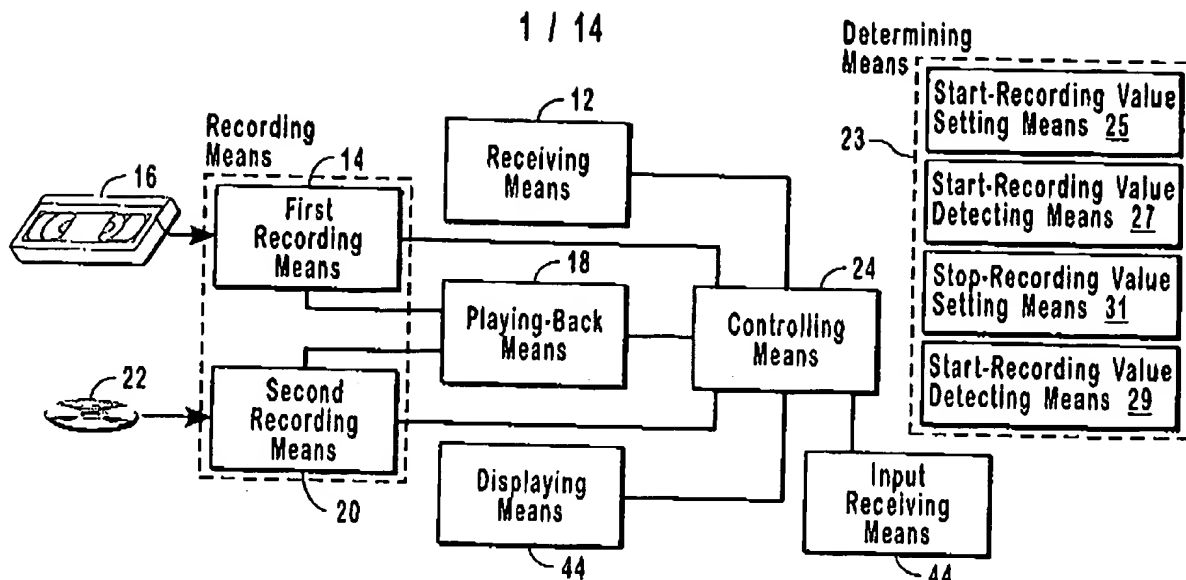 1 / 14
Determining
Means
23
Start-Recording Value
Setting Means 25
Start-Recording Value
Detecting Means 27
Stop-Recording Value
Setting Means 31
Start-Recording Value
Detecting Means 29
12
Receiving
Means
Recording
Means
14
16
First
Recording
Means
18
Playing-Back
Means
24
Controlling
Means
22
Second
Recording
Means
20
Displaying
Means
44
Input
Receiving
Means
44